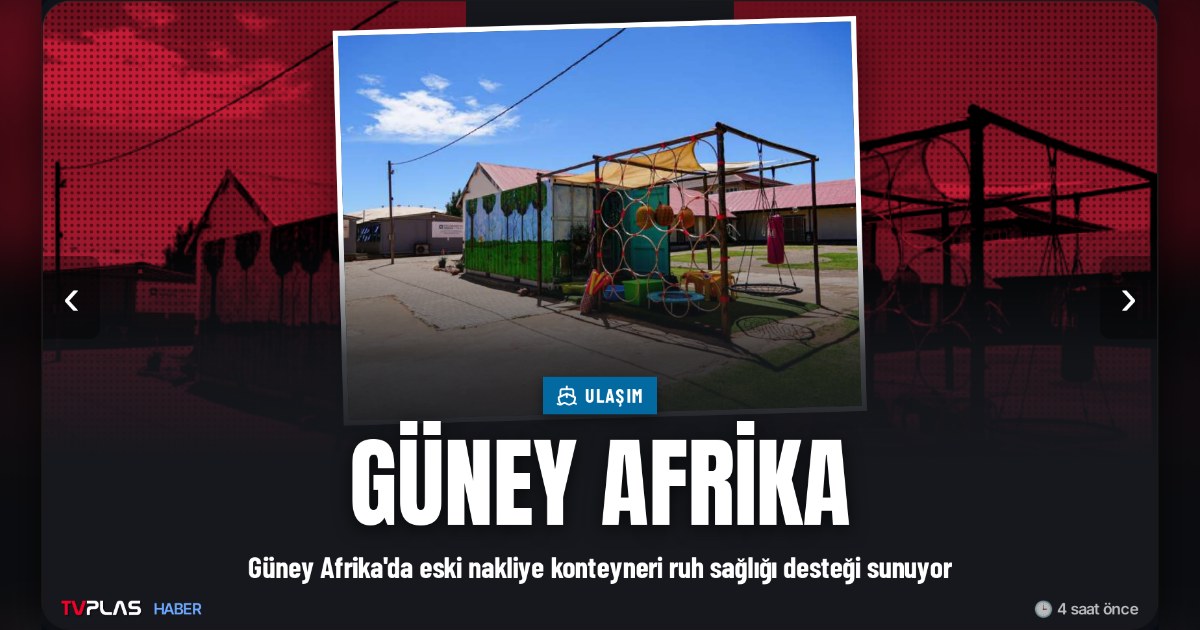 ULAŞIM
GÜNEY AFRİKA
Güney Afrika'da eski nakliye konteyneri ruh sağlığı desteği sunuyor
TVPLAS HABER
4 saat önce